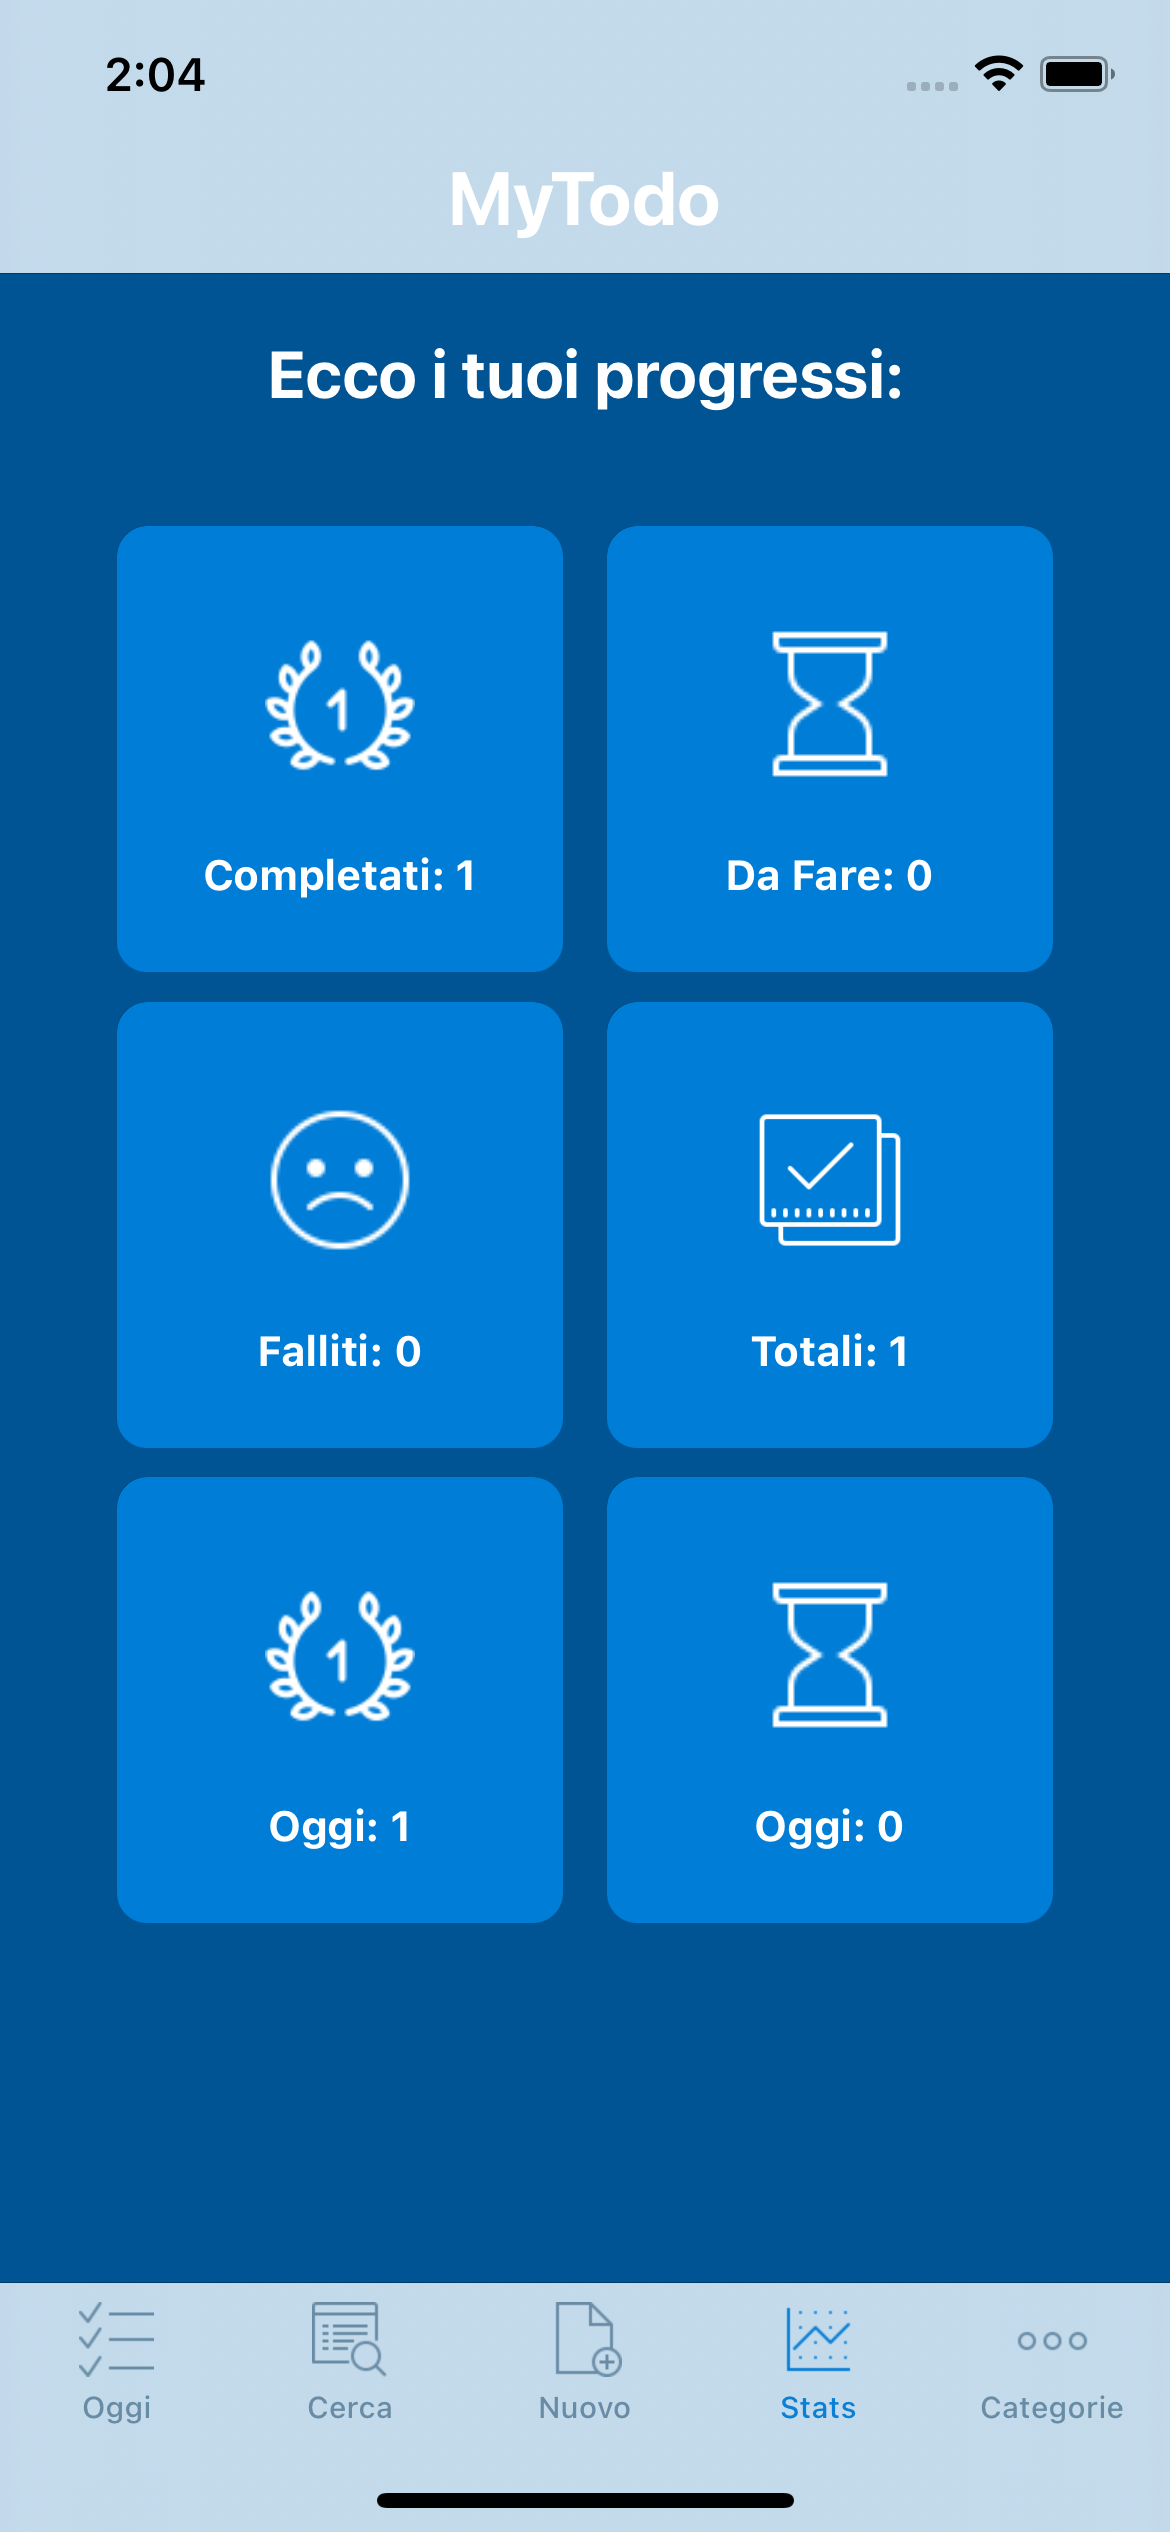 2:04
MyTodo
Ecco i tuoi progressi:
1
Completati: 1
Da Fare: 0
Falliti: 0
Totali: 1
1
Oggi: 1
Oggi: 0
Oggi
Cerca
Nuovo
Stats
Categorie